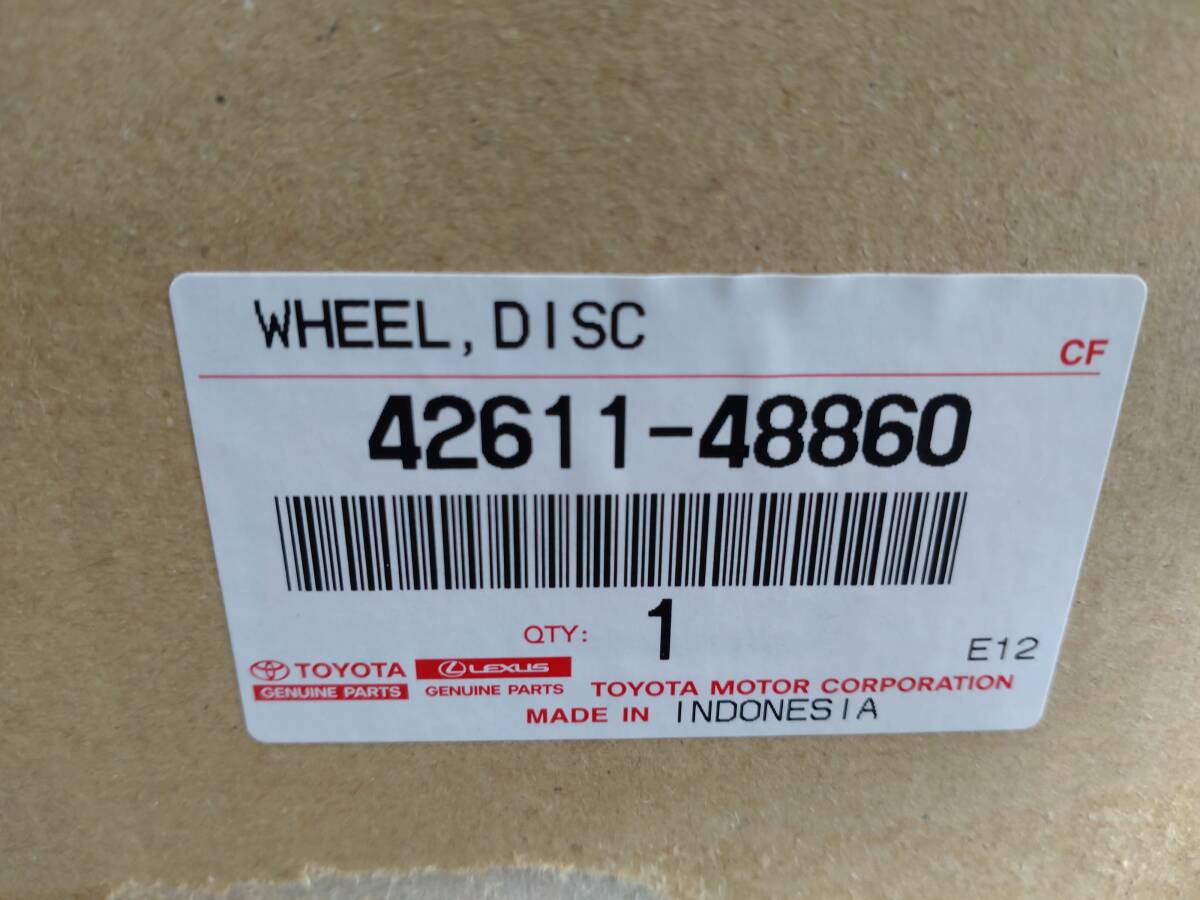 WHEEL, DISC
CF
42611-48860
QTY: 1
E12
TOYOTA LEXUS
GENUINE PARTS GENUINE PARTS TOYOTA MOTOR CORPORATION
MADE IN INDONESIA